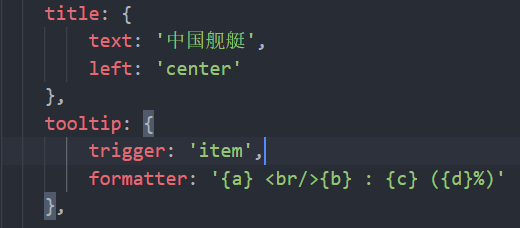 title: {
text: '中国舰艇',
left: 'center'
},
tooltip: {
trigger: 'item',
formatter: '{a} <br/>{b} : {c} ({d}%)'
},